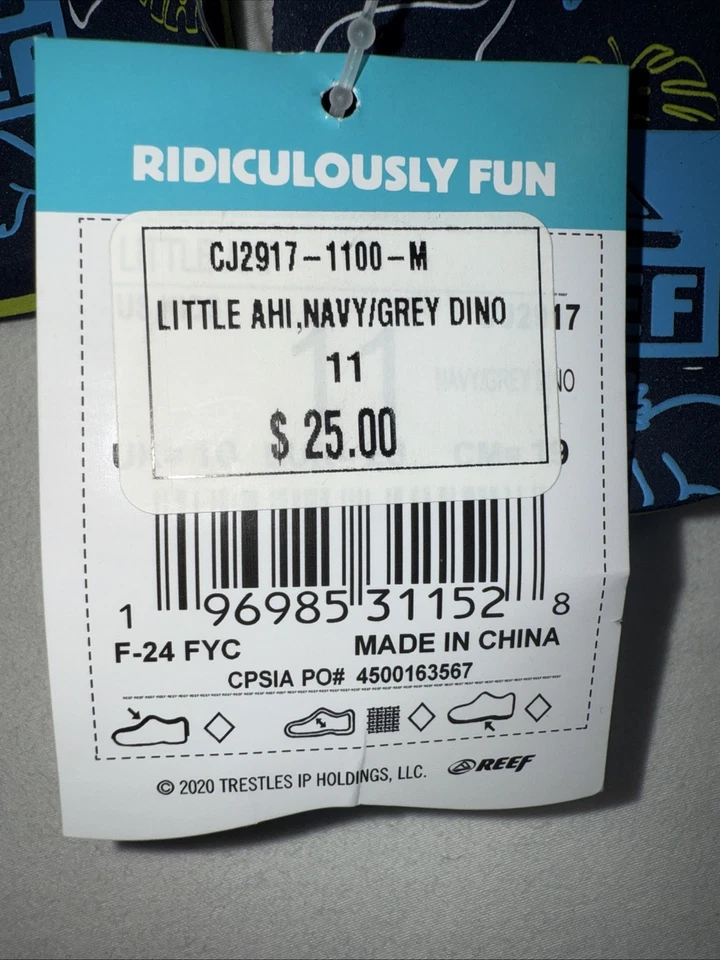 RIDICULOUSLY FUN
CJ2917-1100-M
LITTLE AHI,NAVY/GREY DINO
11
$ 25.00
1 96985 31152 8
F-24 FYC MADE IN CHINA
CPSIA PO# 4500163567
© 2020 TRESTLES IP HOLDINGS, LLC. REEF